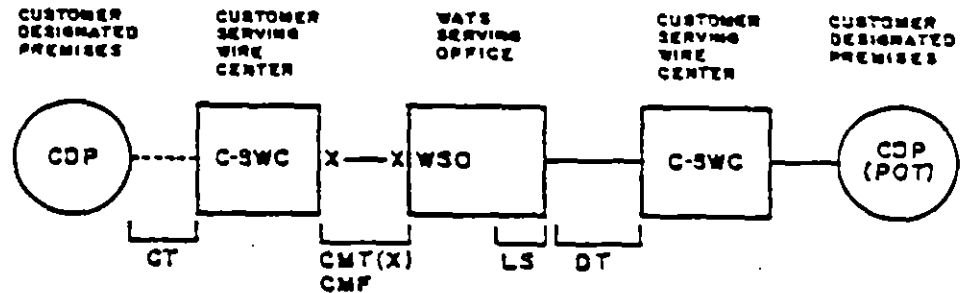 CUSTOMER
DESIGNATED
PREMISES
CUSTOMER
SERVING
WIRE
CENTER
WATS
SERVING
OFFICE
CUSTOMER
SERVING
WIRE
CENTER
CUSTOMER
DESIGNATED
PREMISES
CDP
C-SWC
X
X
WSO
C-SWC
CDP
(POT)
CT
CMT(X)
CMF
LS
DT